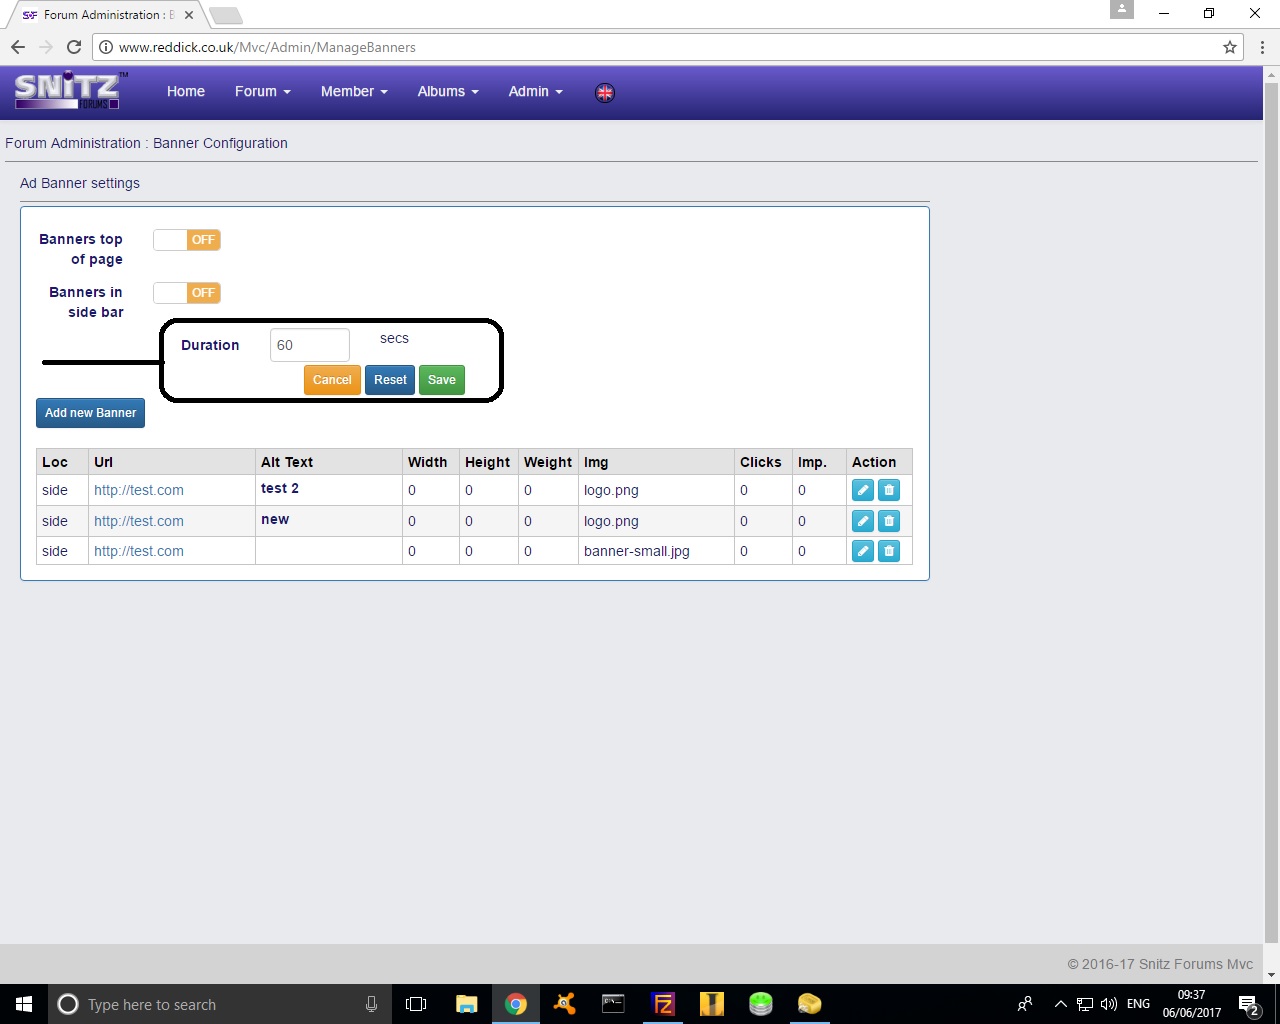 Forum Administration : B
www.reddick.co.uk/Mvc/Admin/ManageBanners
SNiTZ™ FORUMS
Home Forum Member Albums Admin
Forum Administration : Banner Configuration
Ad Banner settings
Banners top of page OFF
Banners in side bar OFF
Duration 60 secs
Cancel Reset Save
Add new Banner
Loc Url Alt Text Width Height Weight Img Clicks Imp. Action
side http://test.com test 2 0 0 0 logo.png 0 0
side http://test.com new 0 0 0 logo.png 0 0
side http://test.com 0 0 0 banner-small.jpg 0 0
© 2016-17 Snitz Forums Mvc
Type here to search
ENG
09:37
06/06/2017
2